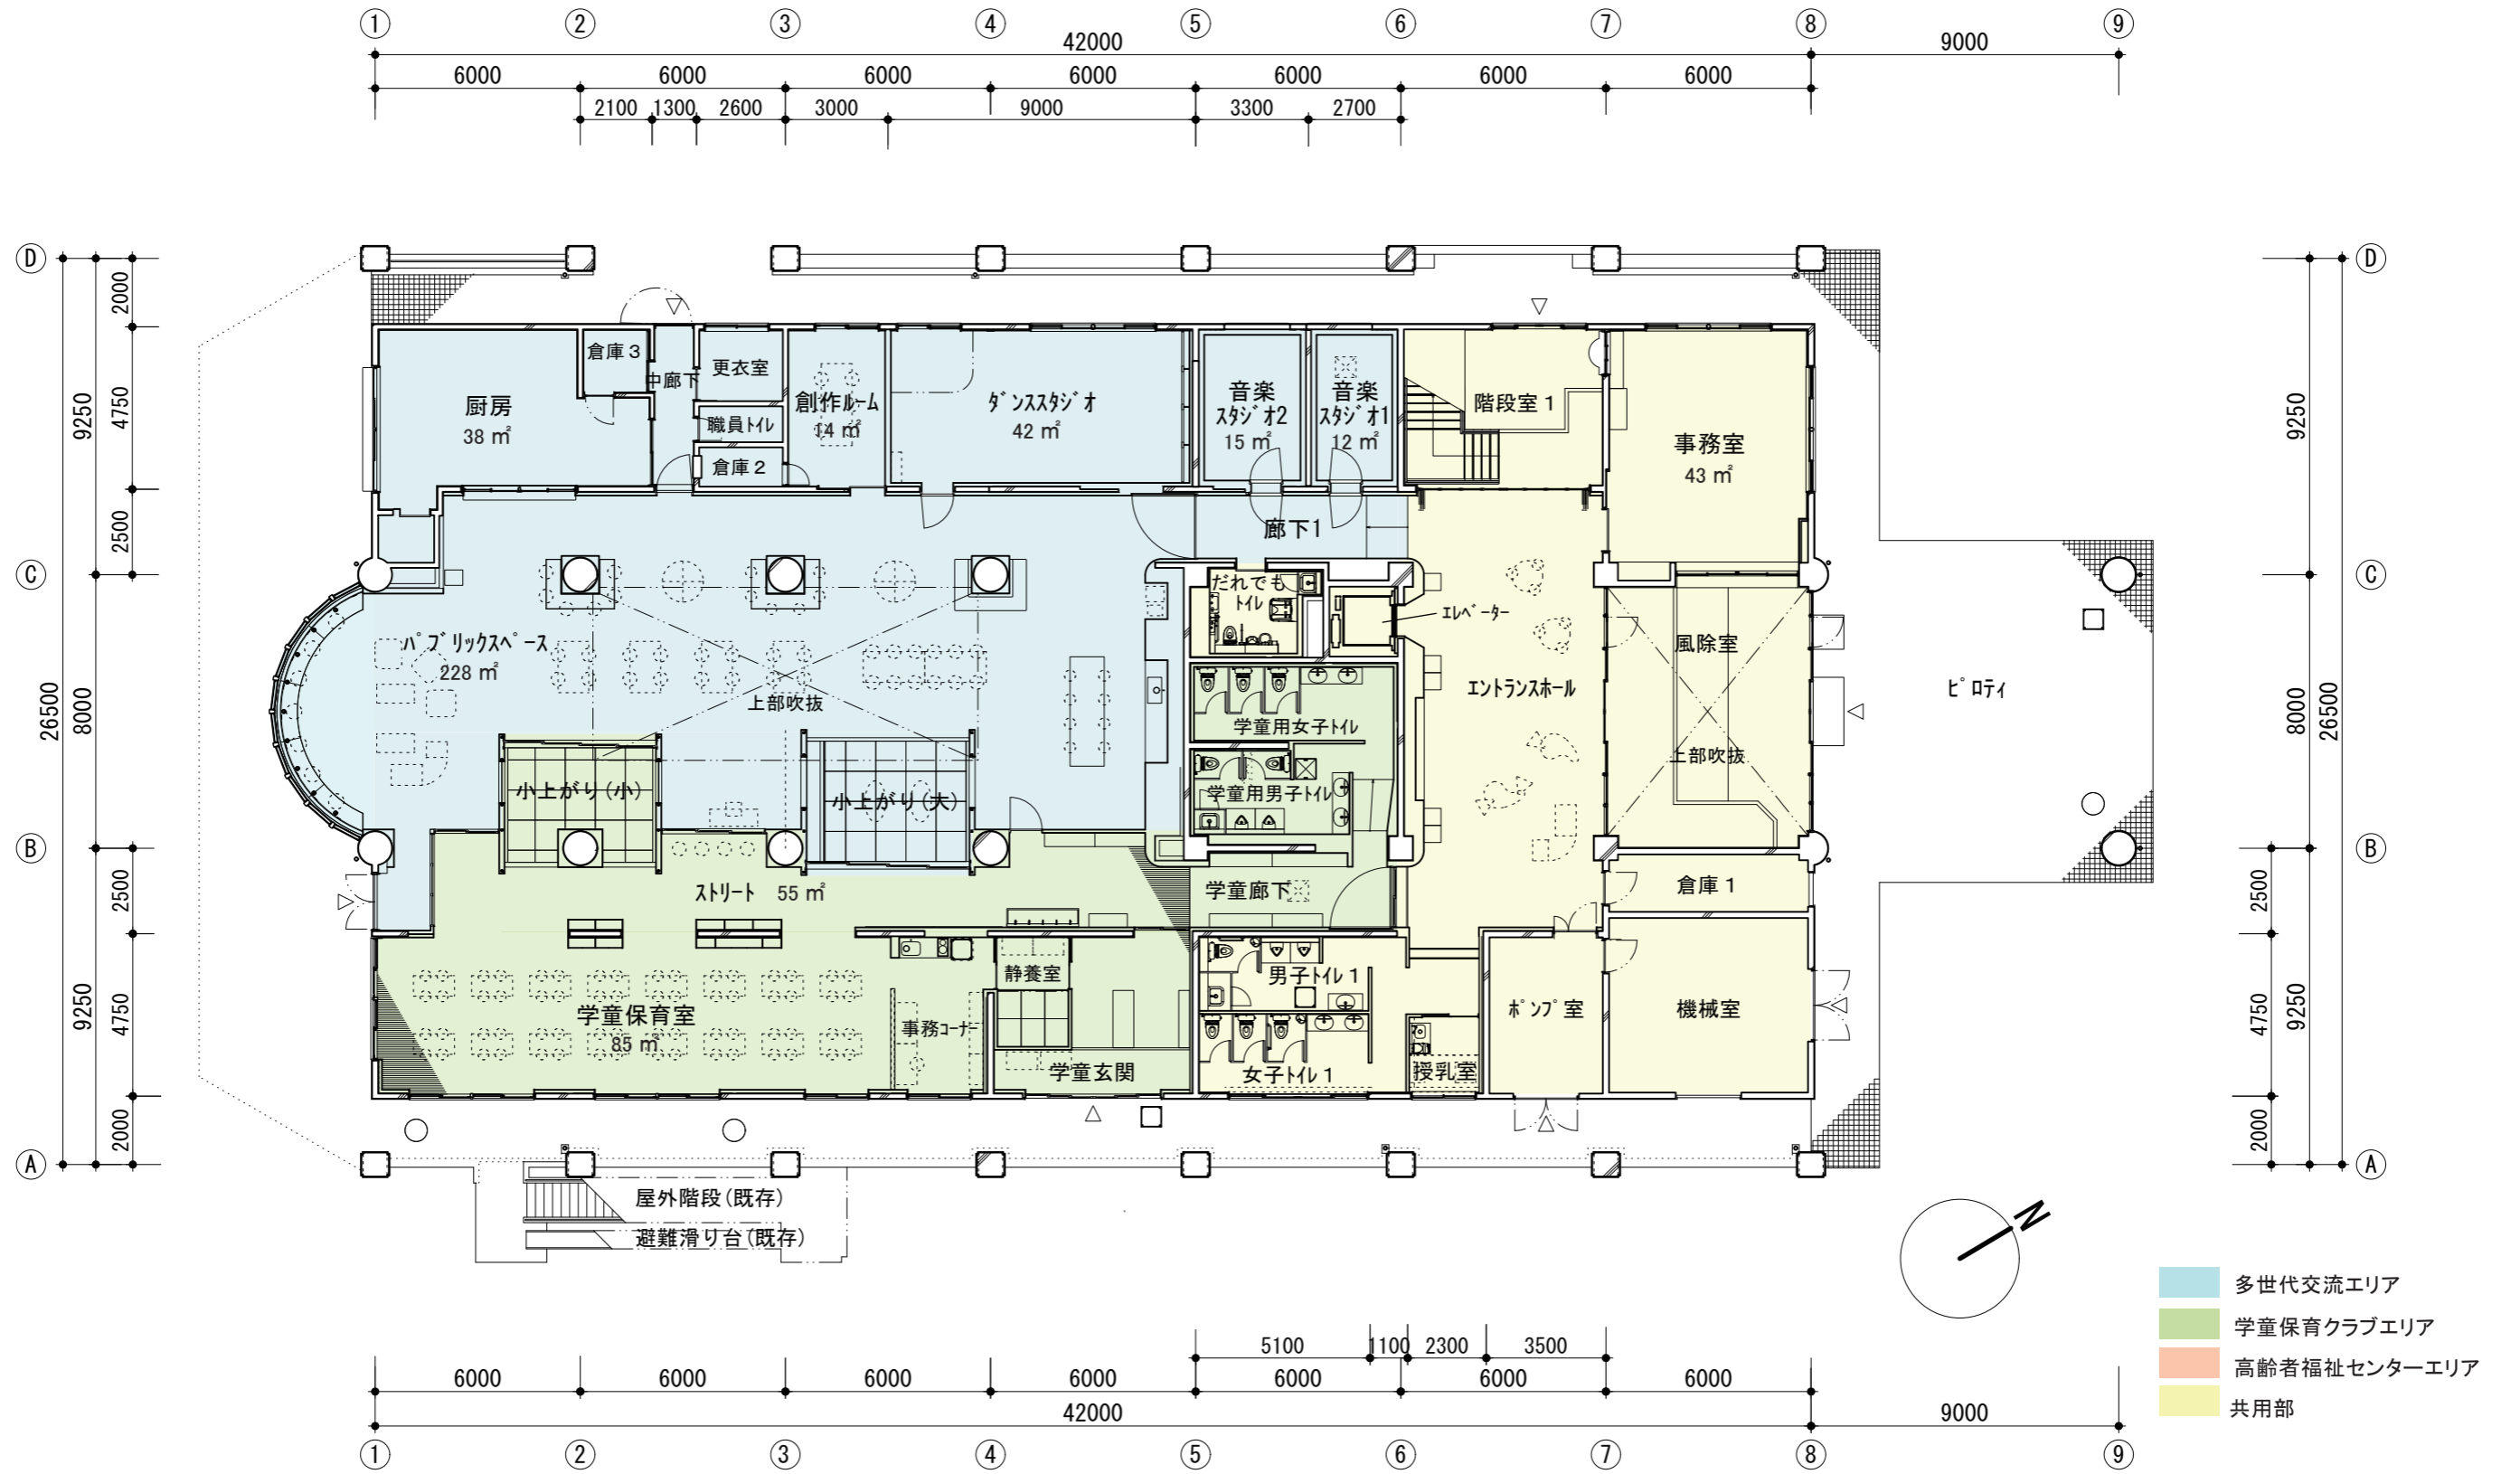 ① ② ③ ④ ⑤ ⑥ ⑦ ⑧ ⑨
42000 9000
6000 6000 6000 6000 6000 6000 6000
2100 1300 2600 3000 9000 3300 2700
Ⓓ Ⓓ
2000
倉庫3
中廊下
更衣室
厨房
38 ㎡
職員ﾄｲﾚ
倉庫2
創作ﾙｰﾑ
14 ㎡
ﾀﾞﾝｽｽﾀｼﾞｵ
42 ㎡
音楽
ｽﾀｼﾞｵ2
15 ㎡
音楽
ｽﾀｼﾞｵ1
12 ㎡
階段室1
事務室
43 ㎡
9250 4750 9250
2500
廊下1
Ⓒ Ⓒ
だれでも
ﾄｲﾚ
ｴﾚﾍﾞｰﾀｰ
ﾊﾟﾌﾞﾘｯｸｽﾍﾟｰｽ
228 ㎡
上部吹抜
風除室
ｴﾝﾄﾗﾝｽﾎｰﾙ
ﾋﾟﾛﾃｨ
26500 8000 8000 26500
学童用女子ﾄｲﾚ
上部吹抜
小上がり(小)
小上がり(大)
学童用男子ﾄｲﾚ
Ⓑ Ⓑ
2500 2500
ｽﾄﾘｰﾄ 55 ㎡
学童廊下
倉庫1
静養室
男子ﾄｲﾚ1
学童保育室
85 ㎡
事務ｺｰﾅｰ
ﾎﾟﾝﾌﾟ室
機械室
9250 4750 4750 9250
学童玄関
女子ﾄｲﾚ1
授乳室
2000 2000
Ⓐ Ⓐ
屋外階段(既存)
避難滑り台(既存)
N
多世代交流エリア
学童保育クラブエリア
高齢者福祉センターエリア
共用部
5100 1100 2300 3500
6000 6000 6000 6000 6000 6000 6000
42000 9000
① ② ③ ④ ⑤ ⑥ ⑦ ⑧ ⑨